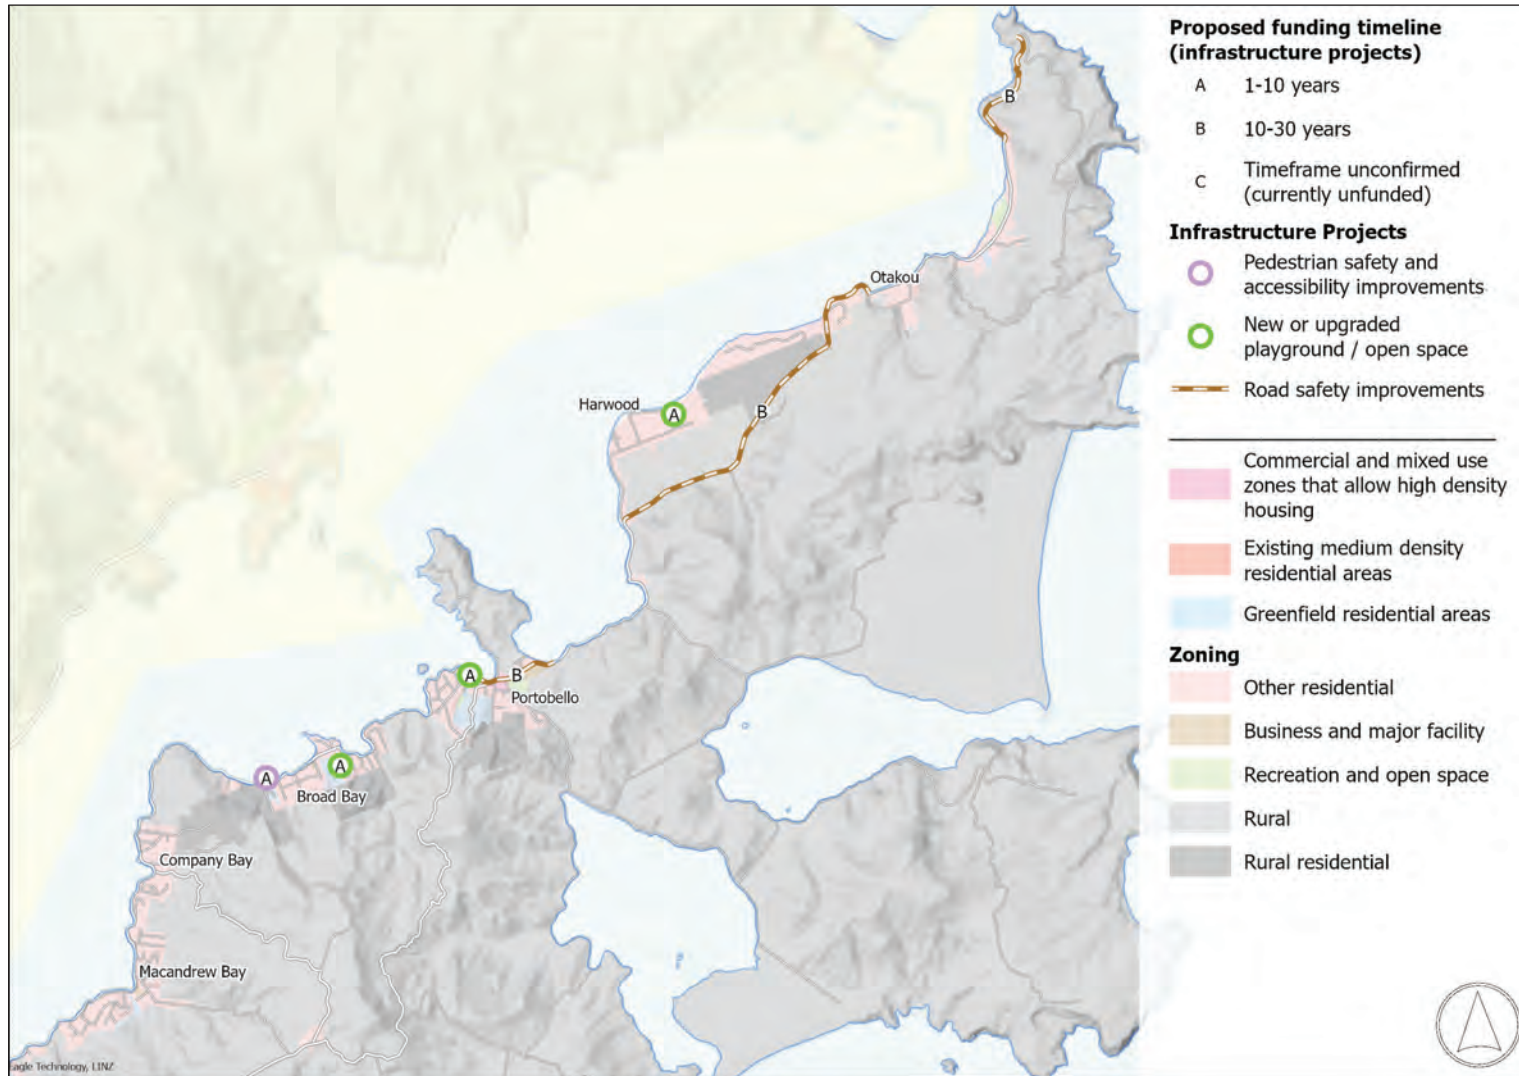 Proposed funding timeline
(infrastructure projects)
A 1-10 years
B 10-30 years
C Timeframe unconfirmed
(currently unfunded)
Infrastructure Projects
Pedestrian safety and
accessibility improvements
New or upgraded
playground / open space
Road safety improvements
Commercial and mixed use
zones that allow high density
housing
Existing medium density
residential areas
Greenfield residential areas
Zoning
Other residential
Business and major facility
Recreation and open space
Rural
Rural residential
B
Otakou
Harwood
A
B
A
B
Portobello
A
A
Broad Bay
Company Bay
Macandrew Bay
agle Technology, LINZ